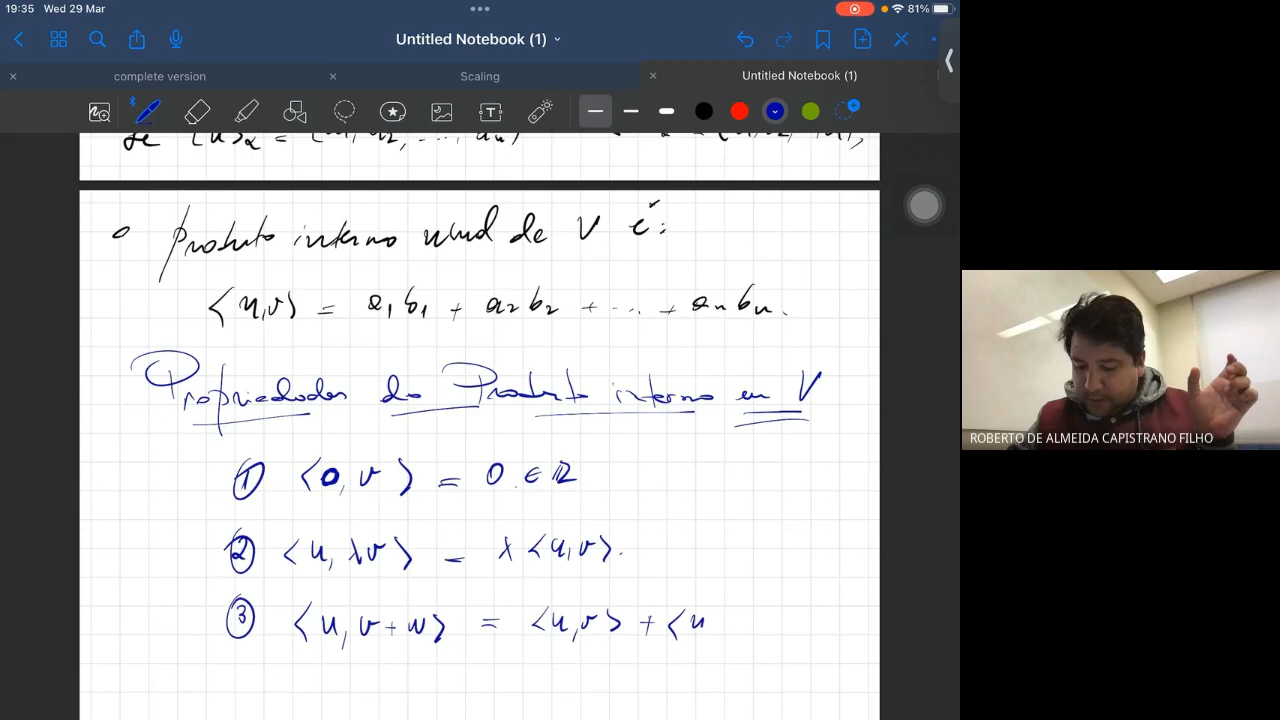 19:35 Wed 29 Mar
81%
Untitled Notebook (1)
complete version
Scaling
Untitled Notebook (1)
T
o Produto interno usual de V é:
<u,v> = a1b1 + a2b2 + ... + anbn.
Propriedades do Produto interno em V
① <0, v> = 0 ∈ ℝ
② <u, λv> = λ<u,v>.
③ <u, v+w> = <u,v> + <u
ROBERTO DE ALMEIDA CAPISTRANO FILHO